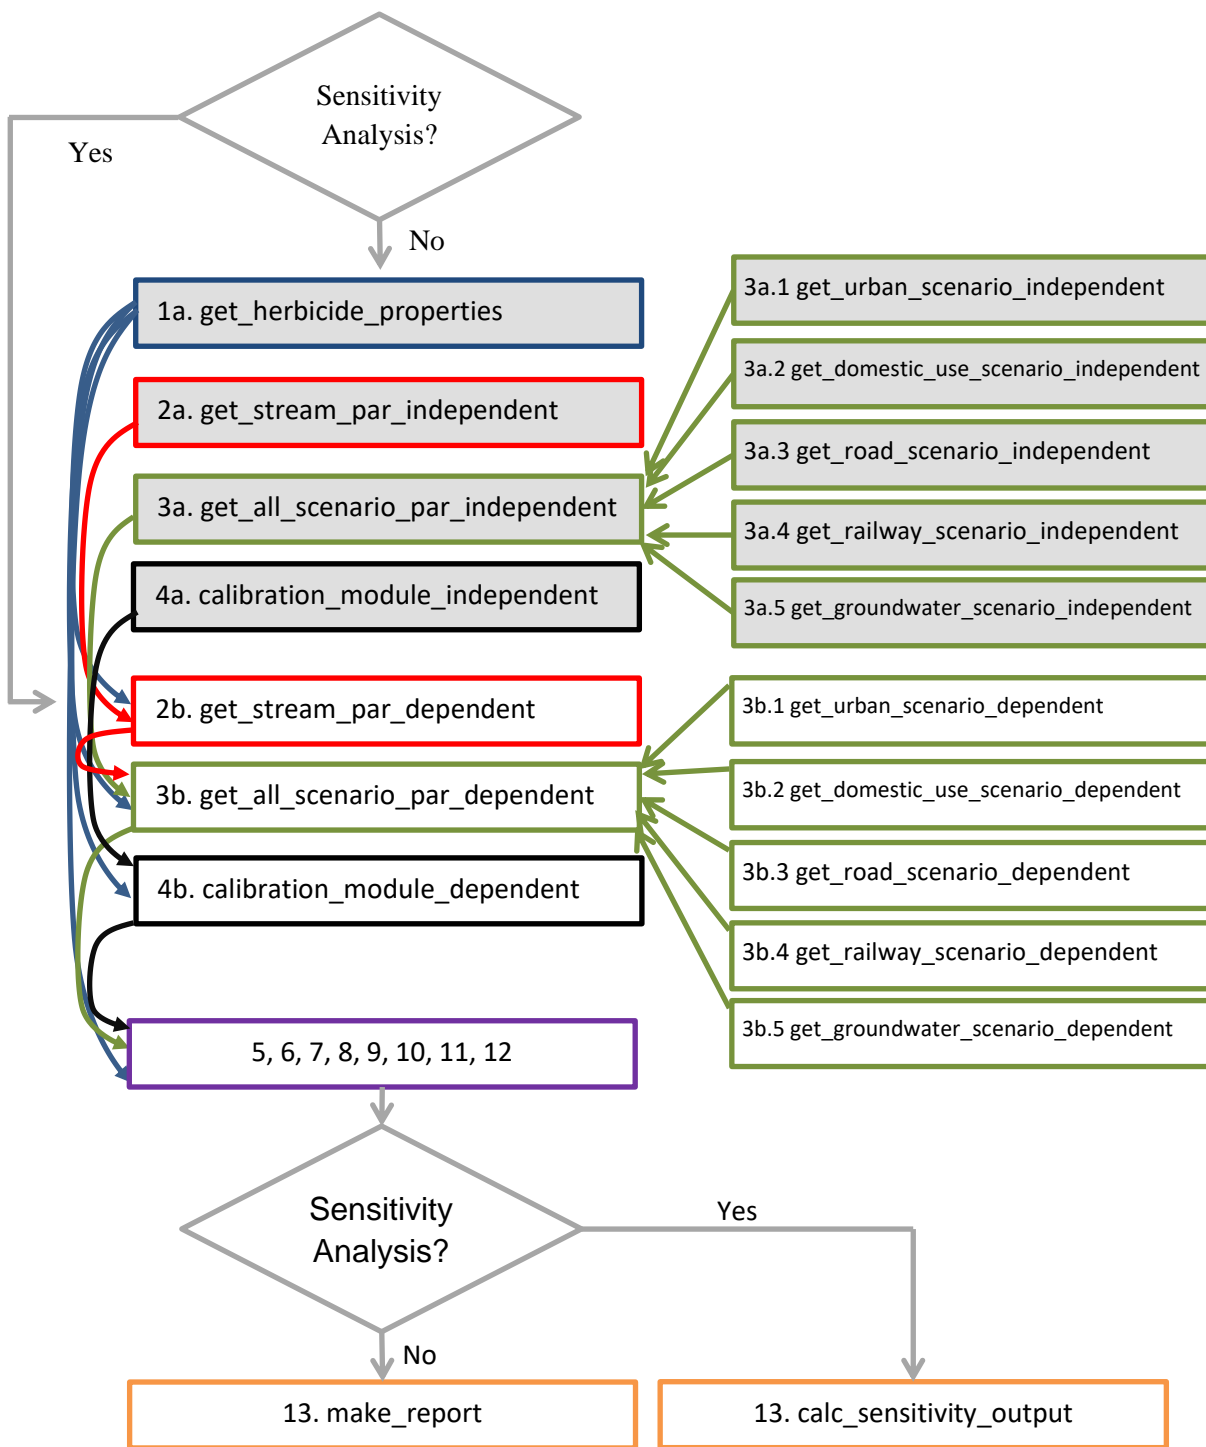 Sensitivity
Analysis?
Yes
No
1a. get_herbicide_properties
2a. get_stream_par_independent
3a. get_all_scenario_par_independent
4a. calibration_module_independent
3a.1 get_urban_scenario_independent
3a.2 get_domestic_use_scenario_independent
3a.3 get_road_scenario_independent
3a.4 get_railway_scenario_independent
3a.5 get_groundwater_scenario_independent
2b. get_stream_par_dependent
3b. get_all_scenario_par_dependent
4b. calibration_module_dependent
3b.1 get_urban_scenario_dependent
3b.2 get_domestic_use_scenario_dependent
3b.3 get_road_scenario_dependent
3b.4 get_railway_scenario_dependent
3b.5 get_groundwater_scenario_dependent
5, 6, 7, 8, 9, 10, 11, 12
Sensitivity
Analysis?
Yes
No
13. make_report
13. calc_sensitivity_output